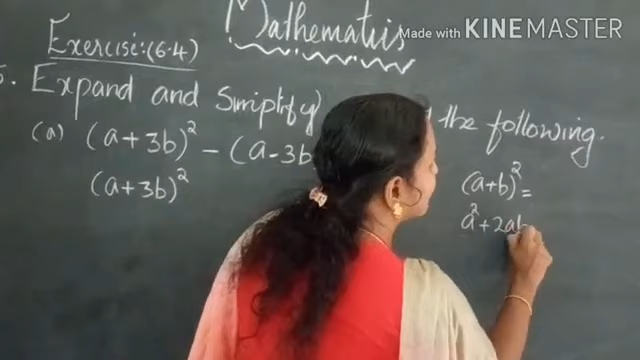 Made with KINEMASTER
Mathematics
Exercise:(6.4)
5. Expand and Simplify the following.
(a) (a+3b)² - (a-3b
(a+3b)²
(a+b)² =
a² + 2ab